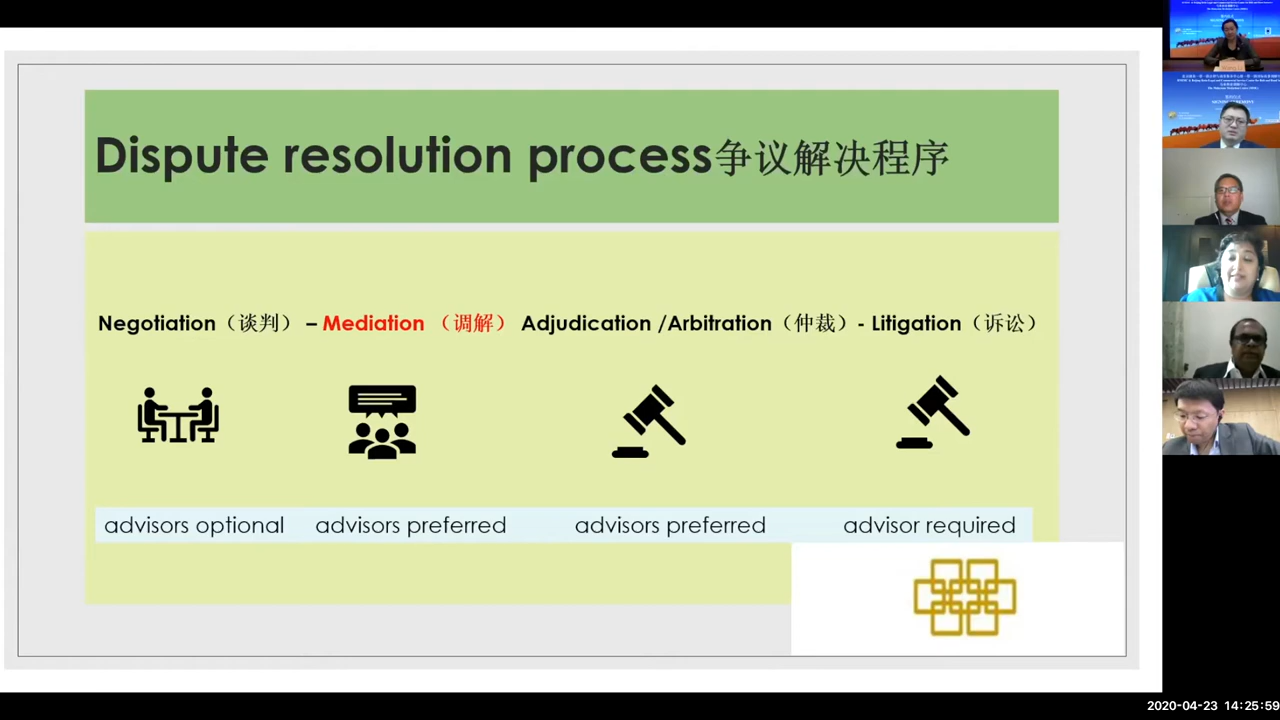 Dispute resolution process争议解决程序
Negotiation（谈判）– Mediation （调解） Adjudication /Arbitration（仲裁）- Litigation（诉讼）
advisors optional advisors preferred advisors preferred advisor required
2020-04-23 14:25:59